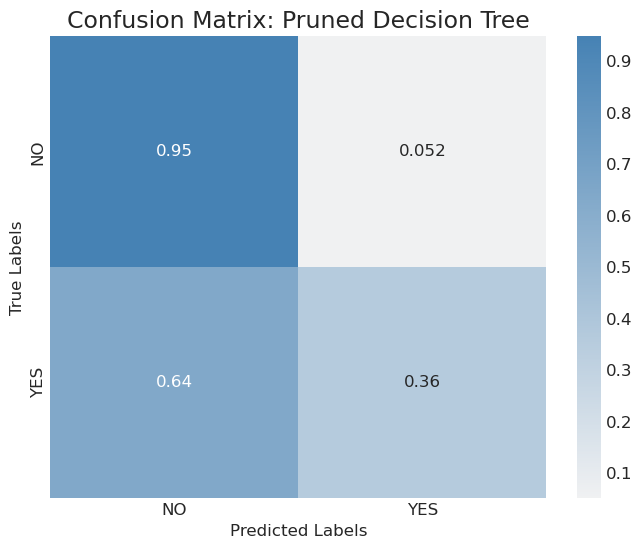 Confusion Matrix: Pruned Decision Tree
True Labels
NO
0.95
0.052
YES
0.64
0.36
NO
YES
Predicted Labels
0.9
0.8
0.7
0.6
0.5
0.4
0.3
0.2
0.1